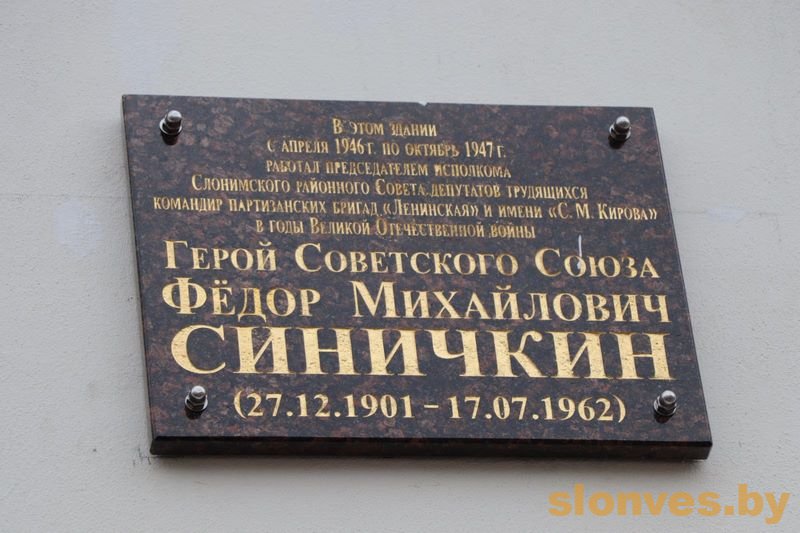 В этом здании
с апреля 1946 г. по октябрь 1947 г.
работал председателем исполкома
Слонимского районного Совета депутатов трудящихся
командир партизанских бригад «Ленинская» и имени «С. М. Кирова»
в годы Великой Отечественной войны
Герой Советского Союза
Фёдор Михайлович
СИНИЧКИН
(27.12.1901 – 17.07.1962)
slonves.by